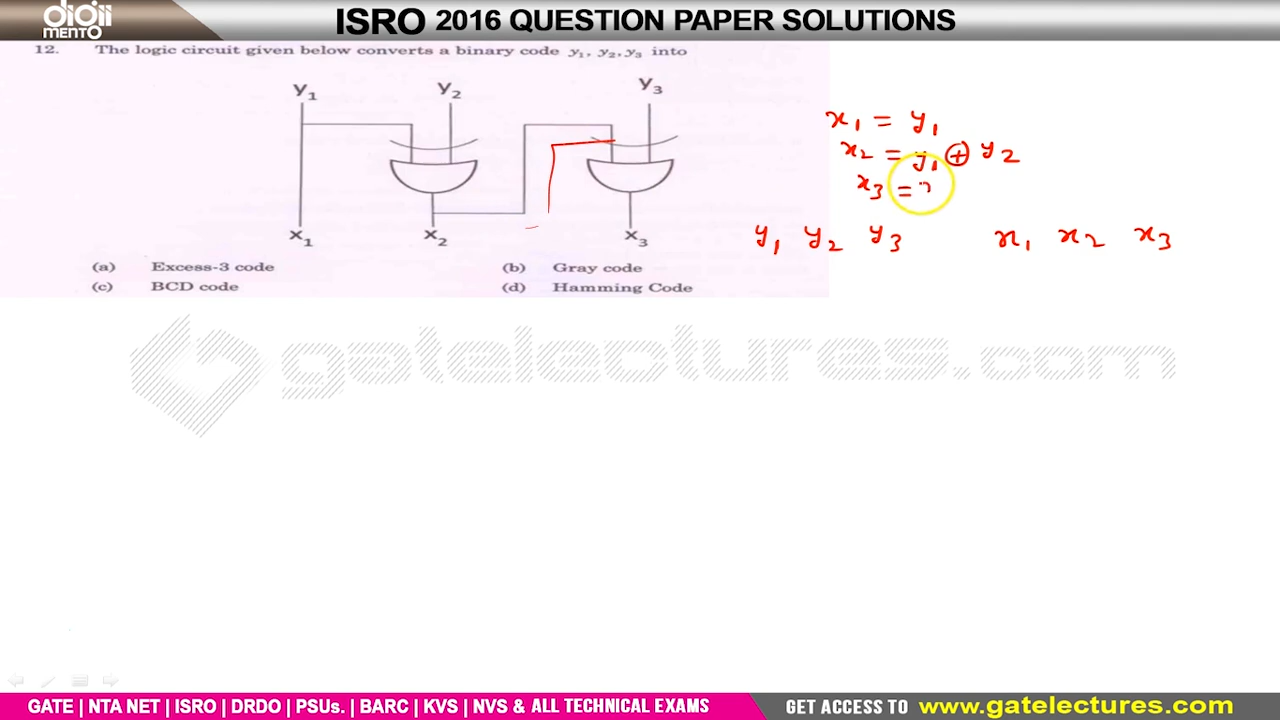 digii
mento
ISRO 2016 QUESTION PAPER SOLUTIONS
12. The logic circuit given below converts a binary code y₁, y₂, y₃ into
y₁ y₂ y₃
x₁ x₂ x₃
(a) Excess-3 code (b) Gray code
(c) BCD code (d) Hamming Code
x₁ = y₁
x₂ = y₁ ⊕ y₂
x₃ =
y₁ y₂ y₃ x₁ x₂ x₃
gatelectures.com
GATE | NTA NET | ISRO | DRDO | PSUs. | BARC | KVS | NVS & ALL TECHNICAL EXAMS
GET ACCESS TO www.gatelectures.com